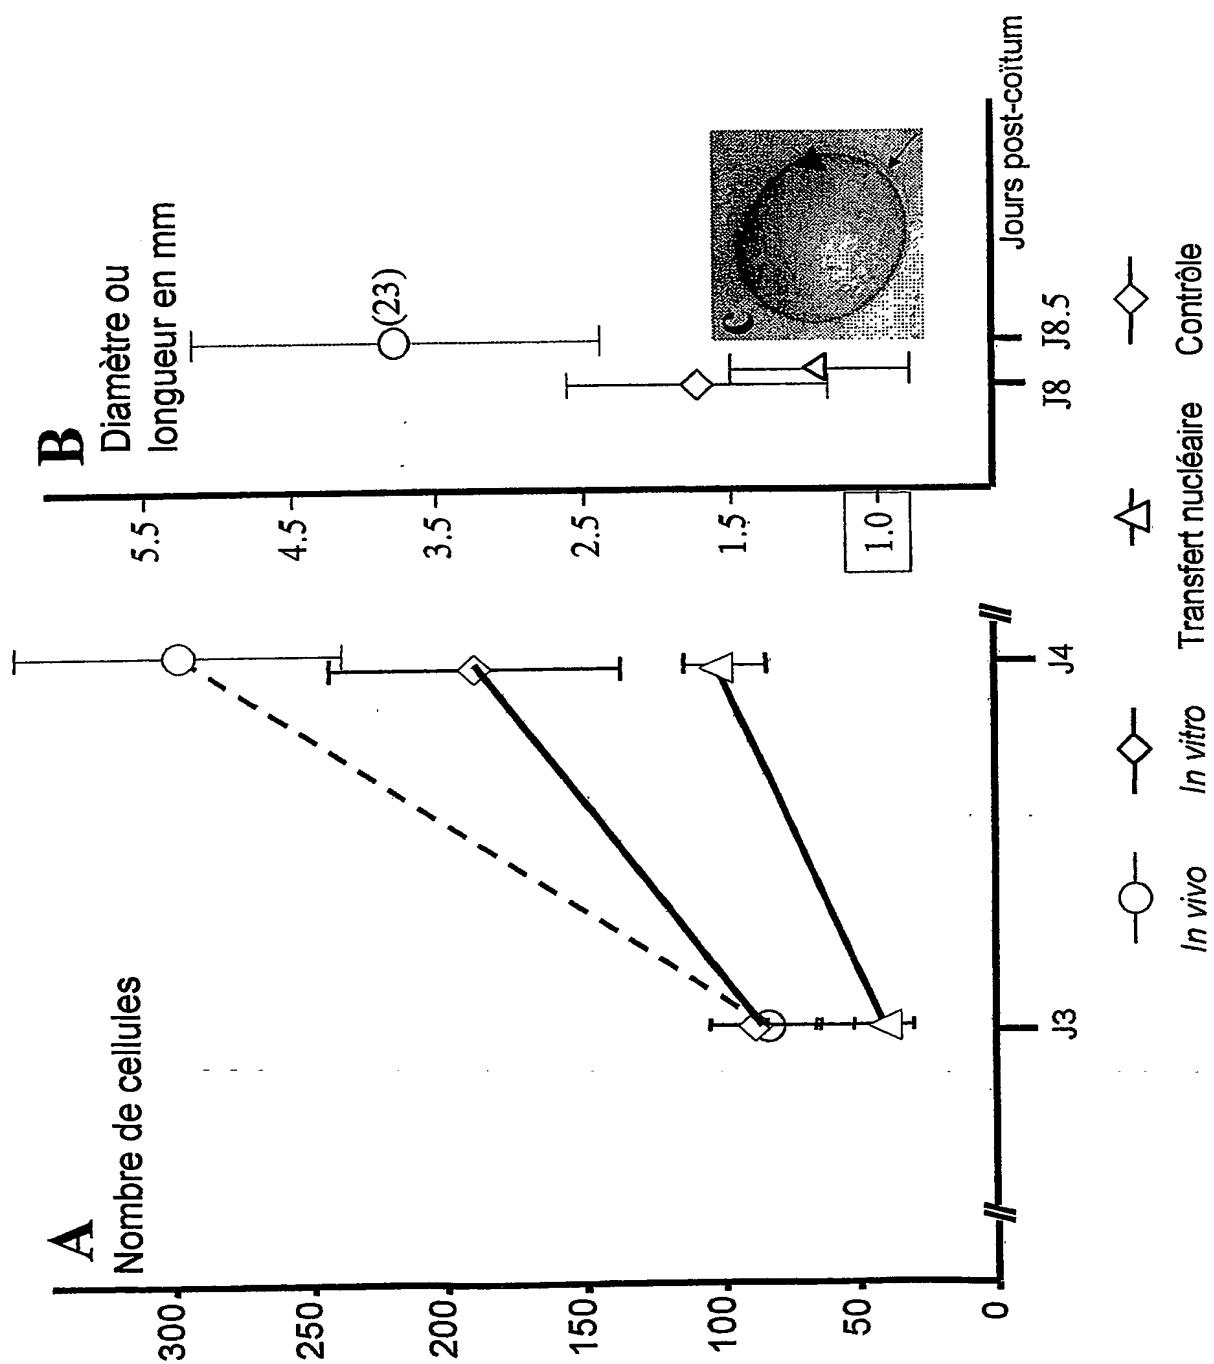 A
Nombre de cellules
300
250
200
150
100
50
0
J3
J4
B
Diamètre ou
longueur en mm
5.5
4.5
3.5
2.5
1.5
1.0
(23)
C
J8
J8.5
Jours post-coïtum
In vivo
In vitro
Transfert nucléaire
Contrôle